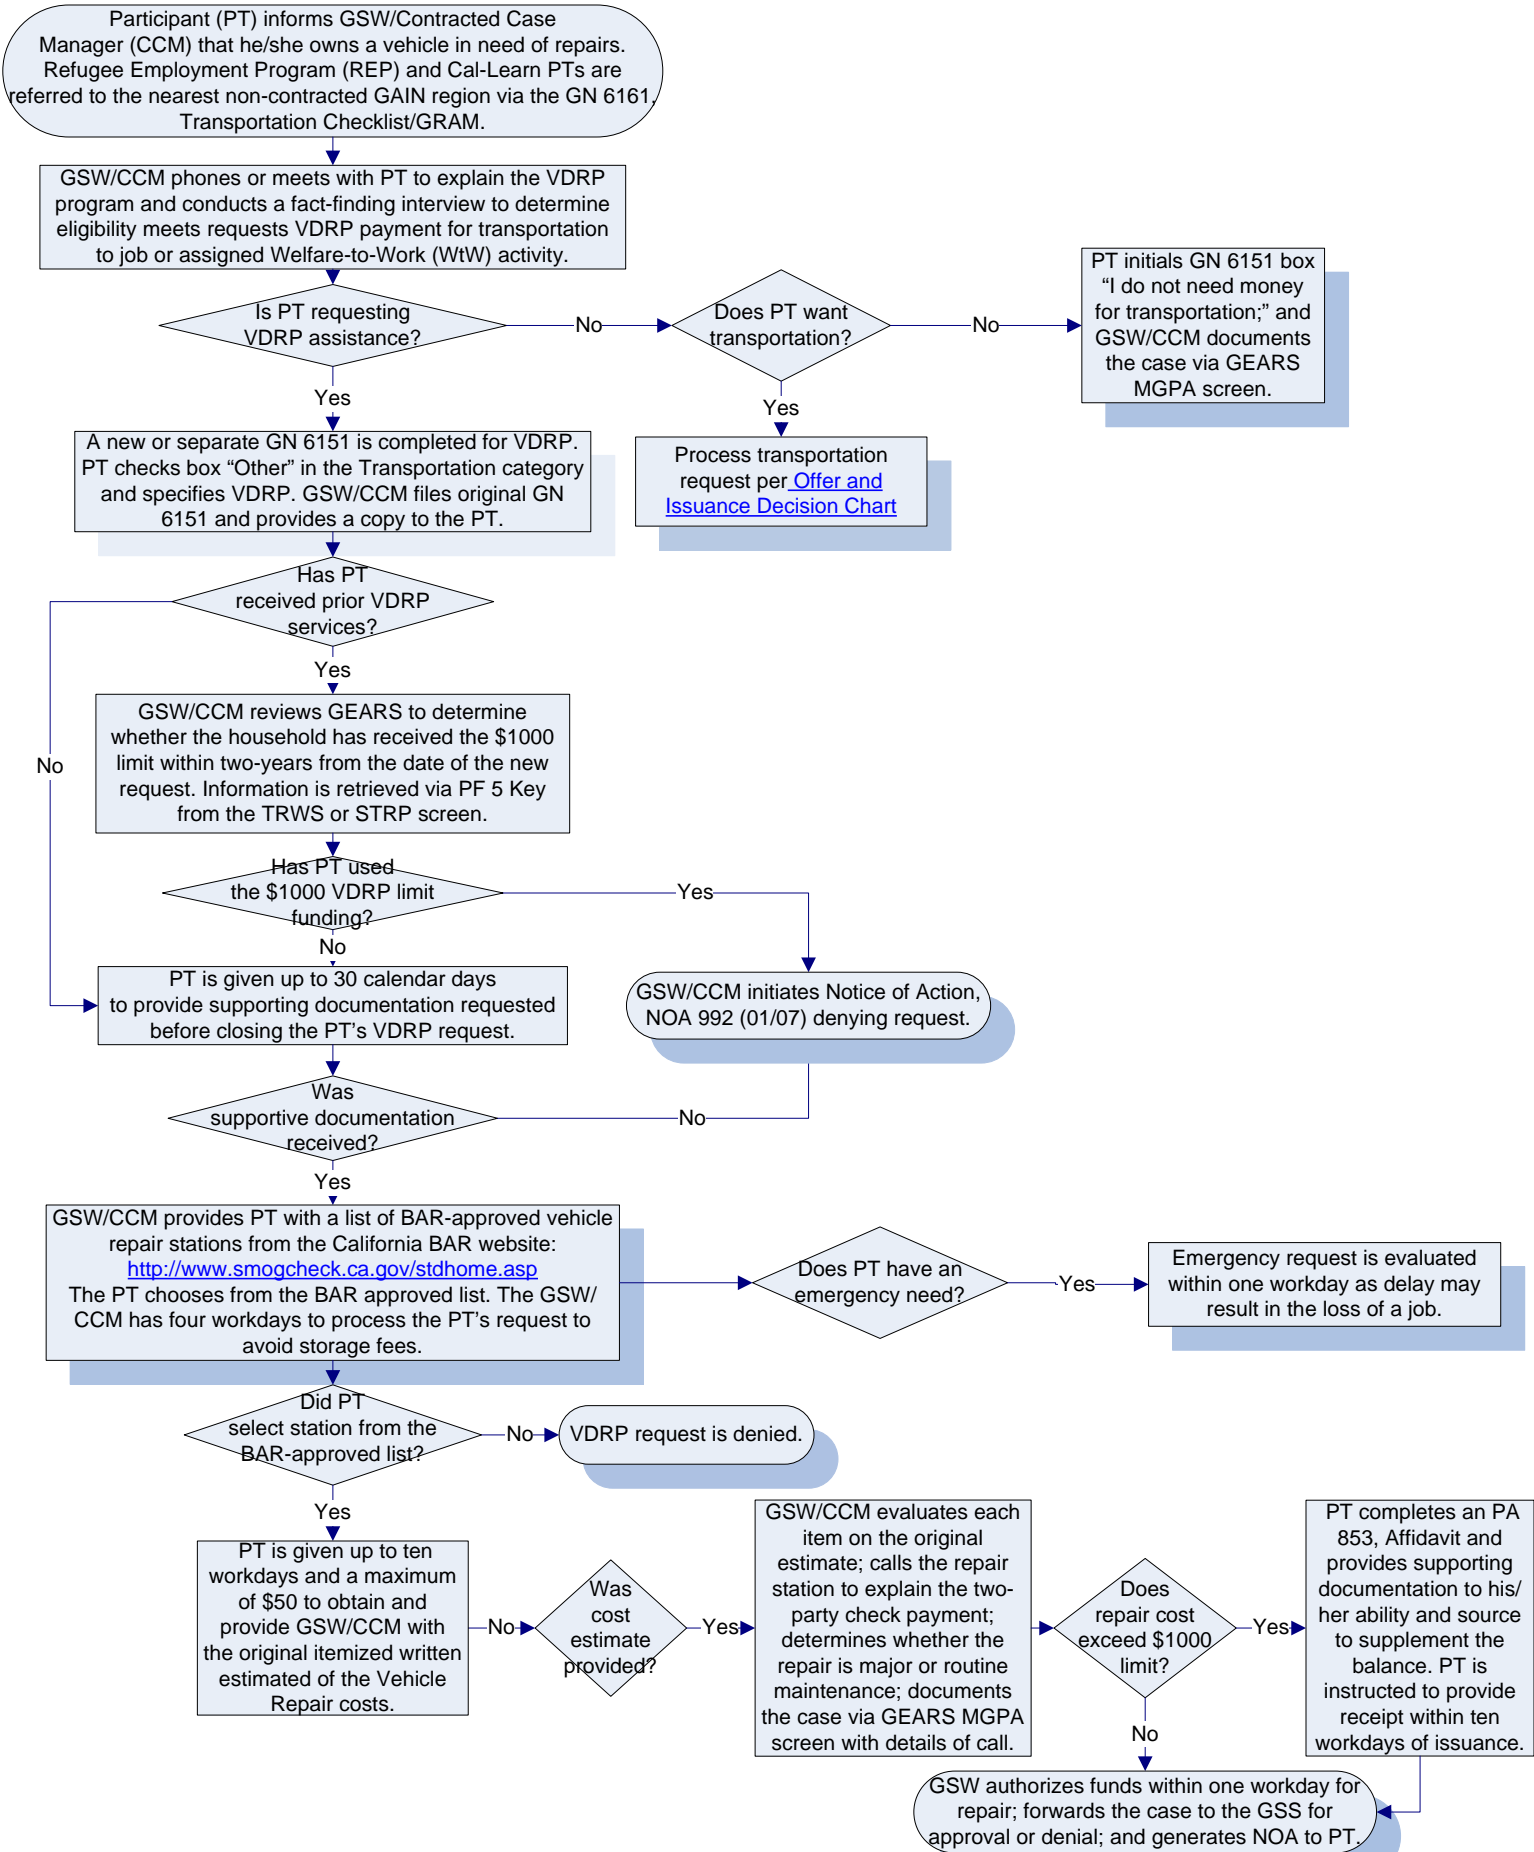 Participant (PT) informs GSW/Contracted Case
Manager (CCM) that he/she owns a vehicle in need of repairs.
Refugee Employment Program (REP) and Cal-Learn PTs are
referred to the nearest non-contracted GAIN region via the GN 6161,
Transportation Checklist/GRAM.
GSW/CCM phones or meets with PT to explain the VDRP
program and conducts a fact-finding interview to determine
eligibility meets requests VDRP payment for transportation
to job or assigned Welfare-to-Work (WtW) activity.
Is PT requesting
VDRP assistance?
No
Does PT want
transportation?
No
PT initials GN 6151 box
“I do not need money
for transportation;” and
GSW/CCM documents
the case via GEARS
MGPA screen.
Yes
Yes
Process transportation
request per Offer and
Issuance Decision Chart
A new or separate GN 6151 is completed for VDRP.
PT checks box “Other” in the Transportation category
and specifies VDRP. GSW/CCM files original GN
6151 and provides a copy to the PT.
Has PT
received prior VDRP
services?
Yes
No
GSW/CCM reviews GEARS to determine
whether the household has received the $1000
limit within two-years from the date of the new
request. Information is retrieved via PF 5 Key
from the TRWS or STRP screen.
Has PT used
the $1000 VDRP limit
funding?
Yes
No
PT is given up to 30 calendar days
to provide supporting documentation requested
before closing the PT’s VDRP request.
GSW/CCM initiates Notice of Action,
NOA 992 (01/07) denying request.
Was
supportive documentation
received?
No
Yes
GSW/CCM provides PT with a list of BAR-approved vehicle
repair stations from the California BAR website:
http://www.smogcheck.ca.gov/stdhome.asp
The PT chooses from the BAR approved list. The GSW/
CCM has four workdays to process the PT’s request to
avoid storage fees.
Does PT have an
emergency need?
Yes
Emergency request is evaluated
within one workday as delay may
result in the loss of a job.
Did PT
select station from the
BAR-approved list?
No
VDRP request is denied.
Yes
PT is given up to ten
workdays and a maximum
of $50 to obtain and
provide GSW/CCM with
the original itemized written
estimated of the Vehicle
Repair costs.
No
Was
cost
estimate
provided?
Yes
GSW/CCM evaluates each
item on the original
estimate; calls the repair
station to explain the two-
party check payment;
determines whether the
repair is major or routine
maintenance; documents
the case via GEARS MGPA
screen with details of call.
Does
repair cost
exceed $1000
limit?
Yes
PT completes an PA
853, Affidavit and
provides supporting
documentation to his/
her ability and source
to supplement the
balance. PT is
instructed to provide
receipt within ten
workdays of issuance.
No
GSW authorizes funds within one workday for
repair; forwards the case to the GSS for
approval or denial; and generates NOA to PT.